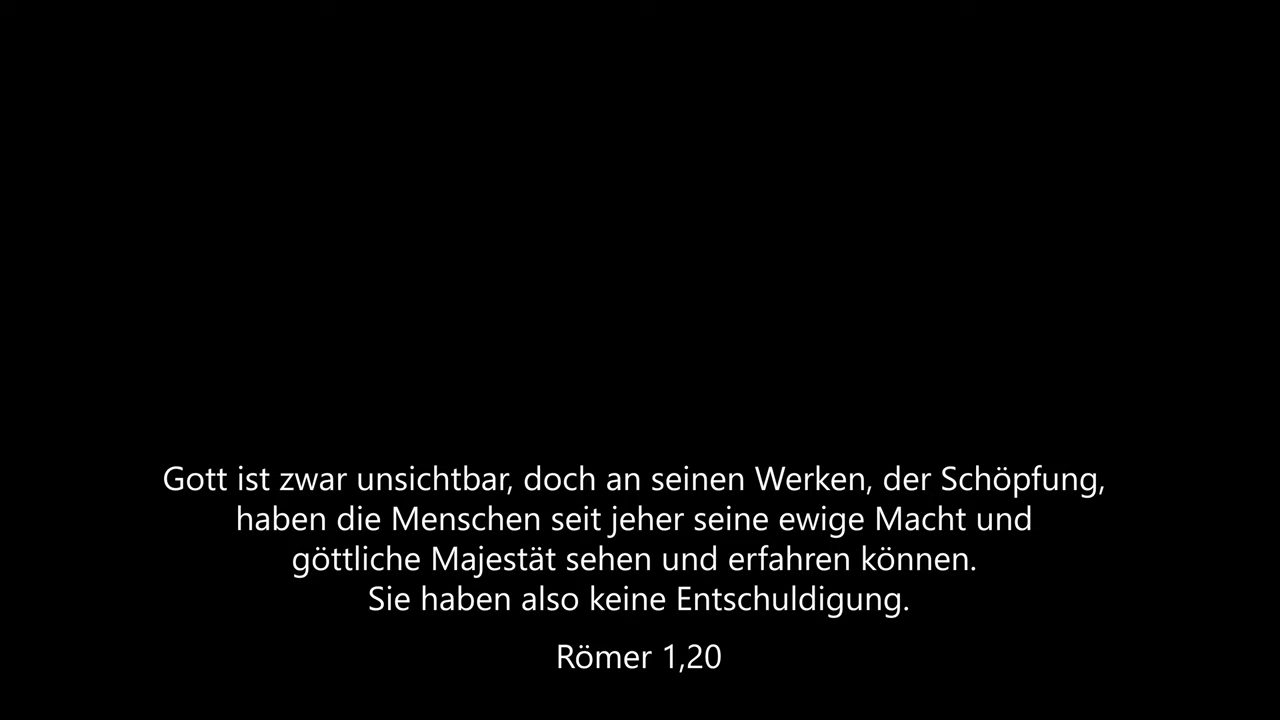 Gott ist zwar unsichtbar, doch an seinen Werken, der Schöpfung,
haben die Menschen seit jeher seine ewige Macht und
göttliche Majestät sehen und erfahren können.
Sie haben also keine Entschuldigung.
Römer 1,20